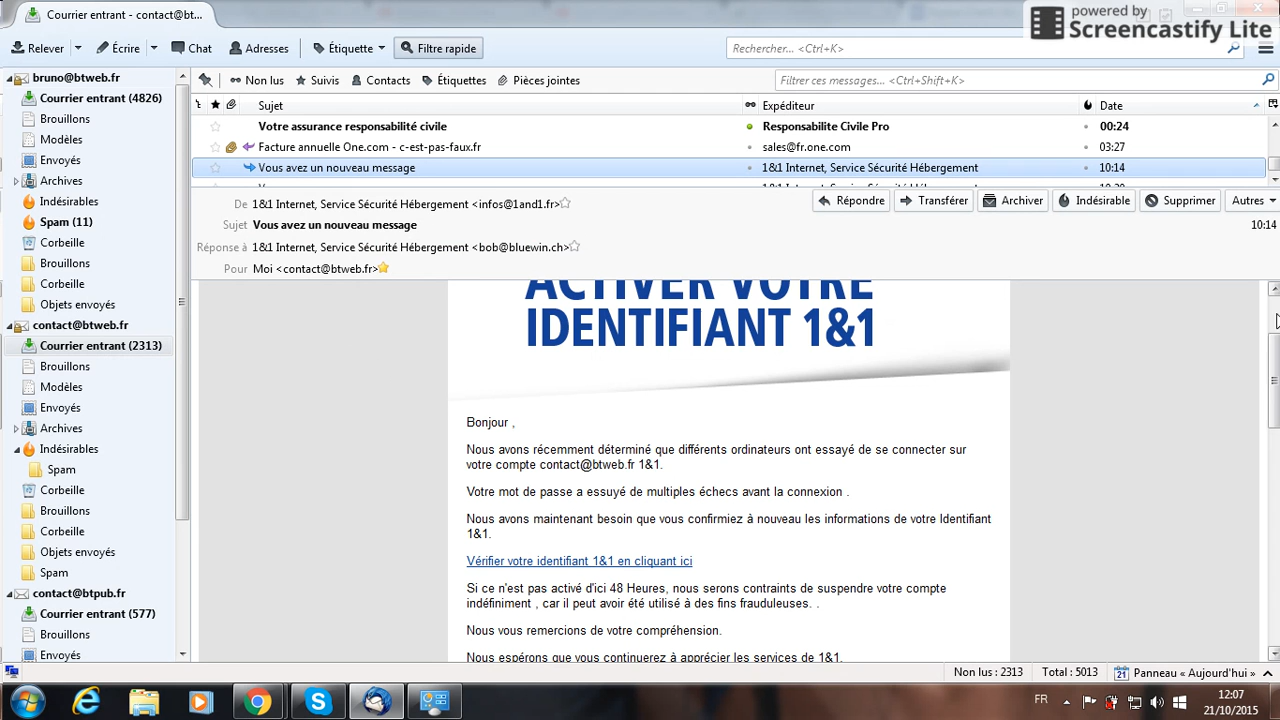 Courrier entrant - contact@bt...
powered by
Screencastify Lite
Relever
Écrire
Chat
Adresses
Étiquette
Filtre rapide
Rechercher... <Ctrl+K>
bruno@btweb.fr
Courrier entrant (4826)
Brouillons
Modèles
Envoyés
Archives
Indésirables
Spam (11)
Corbeille
Brouillons
Corbeille
Objets envoyés
contact@btweb.fr
Courrier entrant (2313)
Brouillons
Modèles
Envoyés
Archives
Indésirables
Spam
Corbeille
Brouillons
Corbeille
Objets envoyés
Spam
contact@btpub.fr
Courrier entrant (577)
Brouillons
Envoyés
Non lus
Suivis
Contacts
Étiquettes
Pièces jointes
Filtrer ces messages... <Ctrl+Shift+K>
Sujet Expéditeur Date
Votre assurance responsabilité civile Responsabilite Civile Pro 00:24
Facture annuelle One.com - c-est-pas-faux.fr sales@fr.one.com 03:27
Vous avez un nouveau message 1&1 Internet, Service Sécurité Hébergement 10:14
De 1&1 Internet, Service Sécurité Hébergement <infos@1and1.fr>
Répondre
Transférer
Archiver
Indésirable
Supprimer
Autres
Sujet Vous avez un nouveau message 10:14
Réponse à 1&1 Internet, Service Sécurité Hébergement <bob@bluewin.ch>
Pour Moi <contact@btweb.fr>
ACTIVER VOTRE
IDENTIFIANT 1&1
Bonjour ,
Nous avons récemment déterminé que différents ordinateurs ont essayé de se connecter sur
votre compte contact@btweb.fr 1&1.
Votre mot de passe a essuyé de multiples échecs avant la connexion .
Nous avons maintenant besoin que vous confirmiez à nouveau les informations de votre Identifiant
1&1.
Vérifier votre identifiant 1&1 en cliquant ici
Si ce n'est pas activé d'ici 48 Heures, nous serons contraints de suspendre votre compte
indéfiniment , car il peut avoir été utilisé à des fins frauduleuses. .
Nous vous remercions de votre compréhension.
Nous espérons que vous continuerez à apprécier les services de 1&1.
Non lus : 2313
Total : 5013
21
Panneau « Aujourd'hui »
FR
12:07
21/10/2015